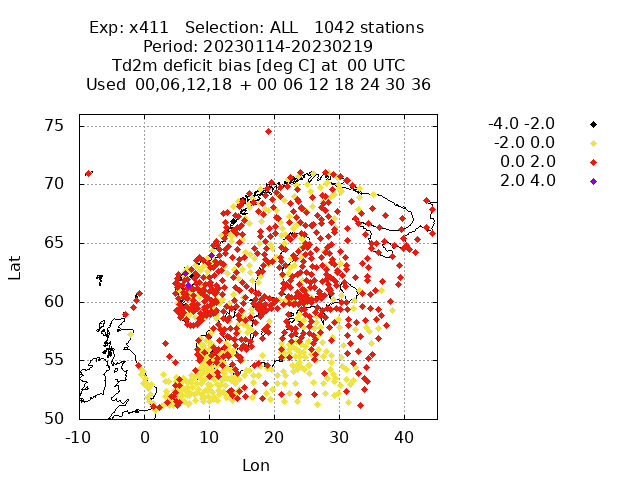 Exp: x411   Selection: ALL   1042 stations
Period: 20230114-20230219
Td2m deficit bias [deg C] at  00 UTC
Used  00,06,12,18 + 00 06 12 18 24 30 36
-4.0 -2.0
-2.0 0.0
0.0 2.0
2.0 4.0
75
70
65
60
55
50
Lat
-10 0 10 20 30 40
Lon